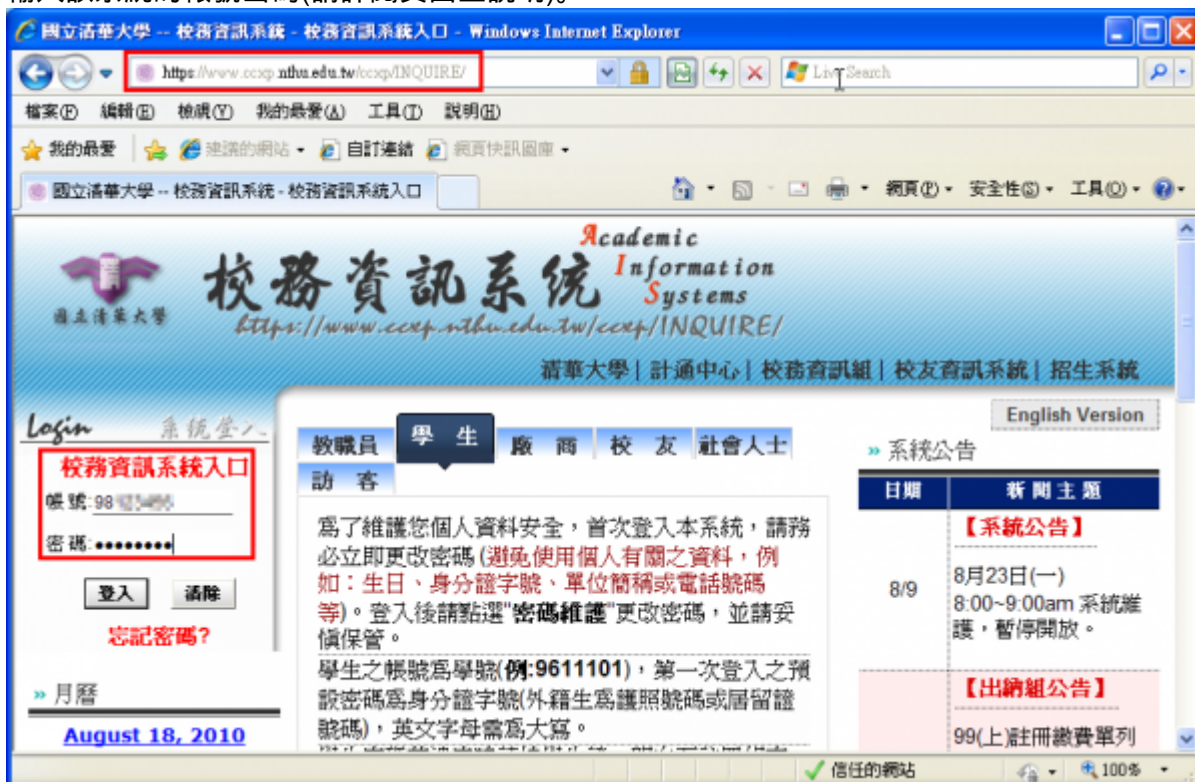 國立清華大學 -- 校務資訊系統 - 校務資訊系統入口 - Windows Internet Explorer
https://www.ccxp.nthu.edu.tw/ccxp/INQUIRE/
Live Search
檔案(F) 編輯(E) 檢視(V) 我的最愛(A) 工具(T) 說明(H)
我的最愛 建議的網站 自訂連結 網頁快訊圖庫
國立清華大學 -- 校務資訊系統 - 校務資訊系統入口
網頁(P) 安全性(S) 工具(O)
Academic
Information
Systems
校務資訊系統
國立清華大學
https://www.ccxp.nthu.edu.tw/ccxp/INQUIRE/
清華大學 | 計通中心 | 校務資訊組 | 校友資訊系統 | 招生系統
Login 系統登入
校務資訊系統入口
帳號:98
密碼:••••••••
登入 清除
忘記密碼?
» 月曆
August 18, 2010
教職員 學 生 廠 商 校 友 社會人士
訪 客
為了維護您個人資料安全，首次登入本系統，請務
必立即更改密碼(避免使用個人有關之資料，例
如：生日、身分證字號、單位簡稱或電話號碼
等)。登入後請點選"密碼維護"更改密碼，並請妥
慎保管。
學生之帳號為學號(例:9611101)，第一次登入之預
設密碼為身分證字號(外籍生為護照號碼或居留證
號碼)，英文字母需為大寫。
English Version
» 系統公告
日期 新聞主題
【系統公告】
8/9
8月23日(一)
8:00~9:00am 系統維
護，暫停開放。
【出納組公告】
99(上)註冊繳費單列
信任的網站 100%